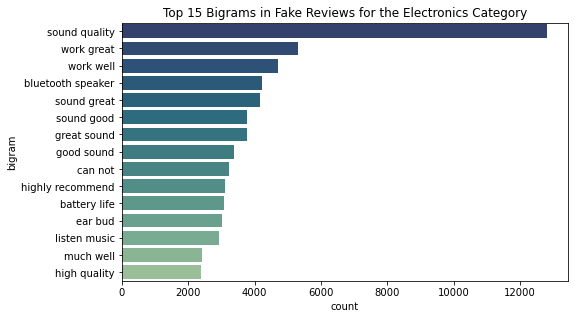 Top 15 Bigrams in Fake Reviews for the Electronics Category
bigram
sound quality
work great
work well
bluetooth speaker
sound great
sound good
great sound
good sound
can not
highly recommend
battery life
ear bud
listen music
much well
high quality
0 2000 4000 6000 8000 10000 12000
count